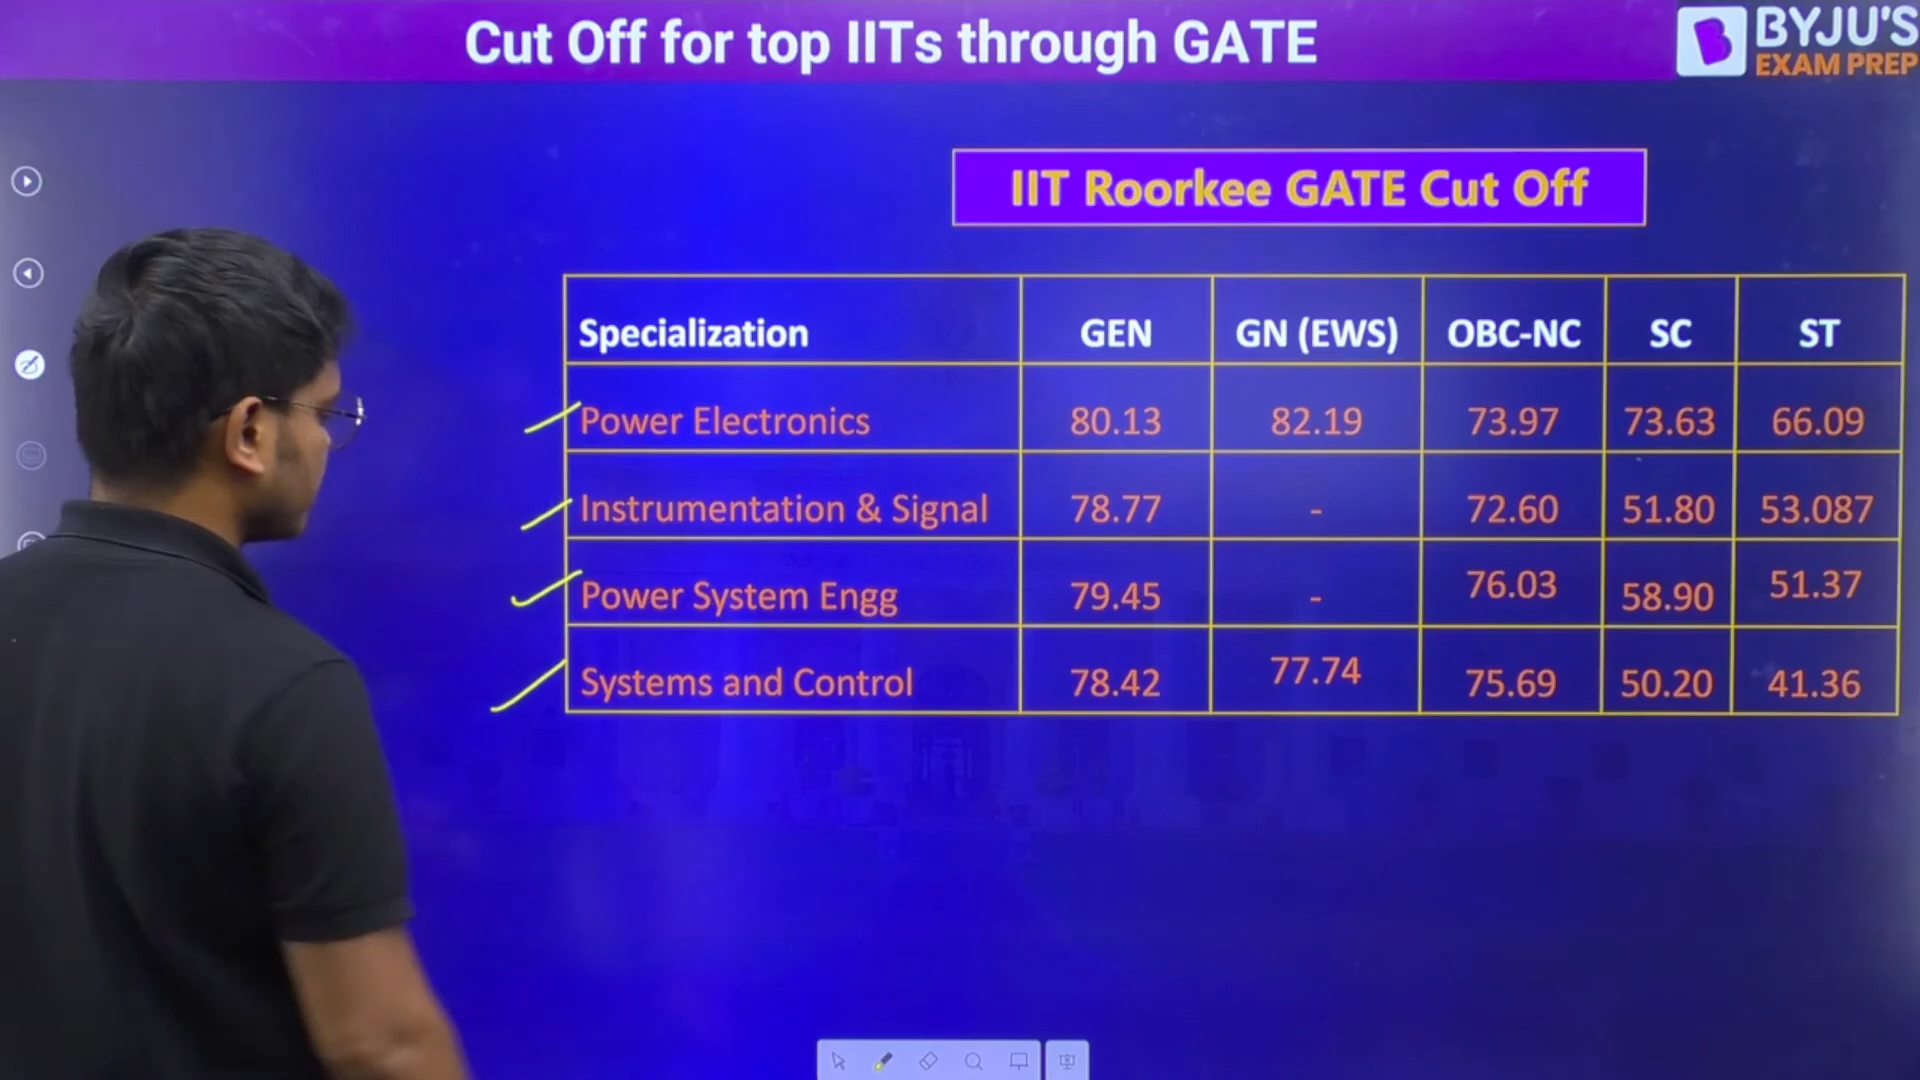 Cut Off for top IITs through GATE
BYJU'S
EXAM PREP
IIT Roorkee GATE Cut Off
Specialization GEN GN (EWS) OBC-NC SC ST
Power Electronics 80.13 82.19 73.97 73.63 66.09
Instrumentation & Signal 78.77 - 72.60 51.80 53.087
Power System Engg 79.45 - 76.03 58.90 51.37
Systems and Control 78.42 77.74 75.69 50.20 41.36